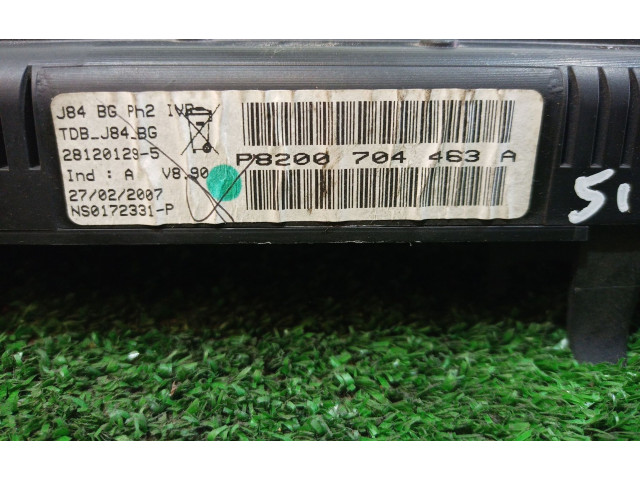 J84 BG Ph2 IVR
TDB_J84_BG
28120129-5
Ind : A V8.90
27/02/2007
NS0172331-P
P8200 704 463 A
51